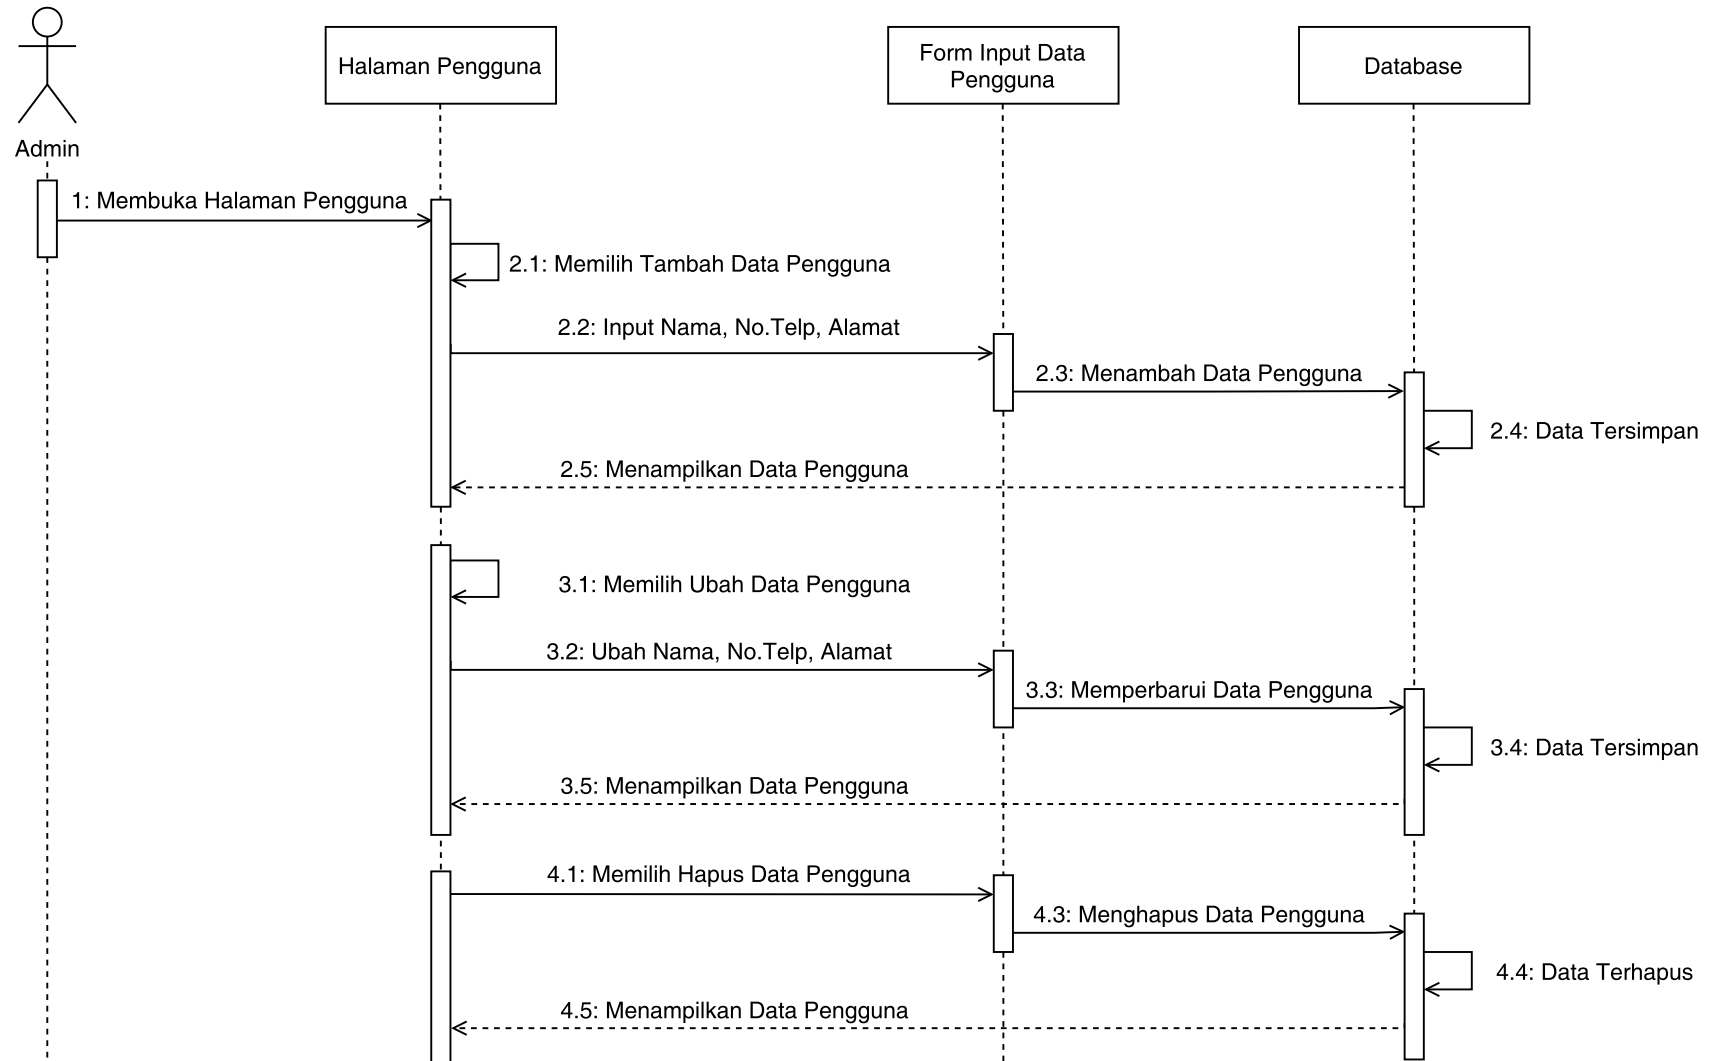 Halaman Pengguna
Form Input Data
Pengguna
Database
Admin
1: Membuka Halaman Pengguna
2.1: Memilih Tambah Data Pengguna
2.2: Input Nama, No.Telp, Alamat
2.3: Menambah Data Pengguna
2.4: Data Tersimpan
2.5: Menampilkan Data Pengguna
3.1: Memilih Ubah Data Pengguna
3.2: Ubah Nama, No.Telp, Alamat
3.3: Memperbarui Data Pengguna
3.4: Data Tersimpan
3.5: Menampilkan Data Pengguna
4.1: Memilih Hapus Data Pengguna
4.3: Menghapus Data Pengguna
4.4: Data Terhapus
4.5: Menampilkan Data Pengguna